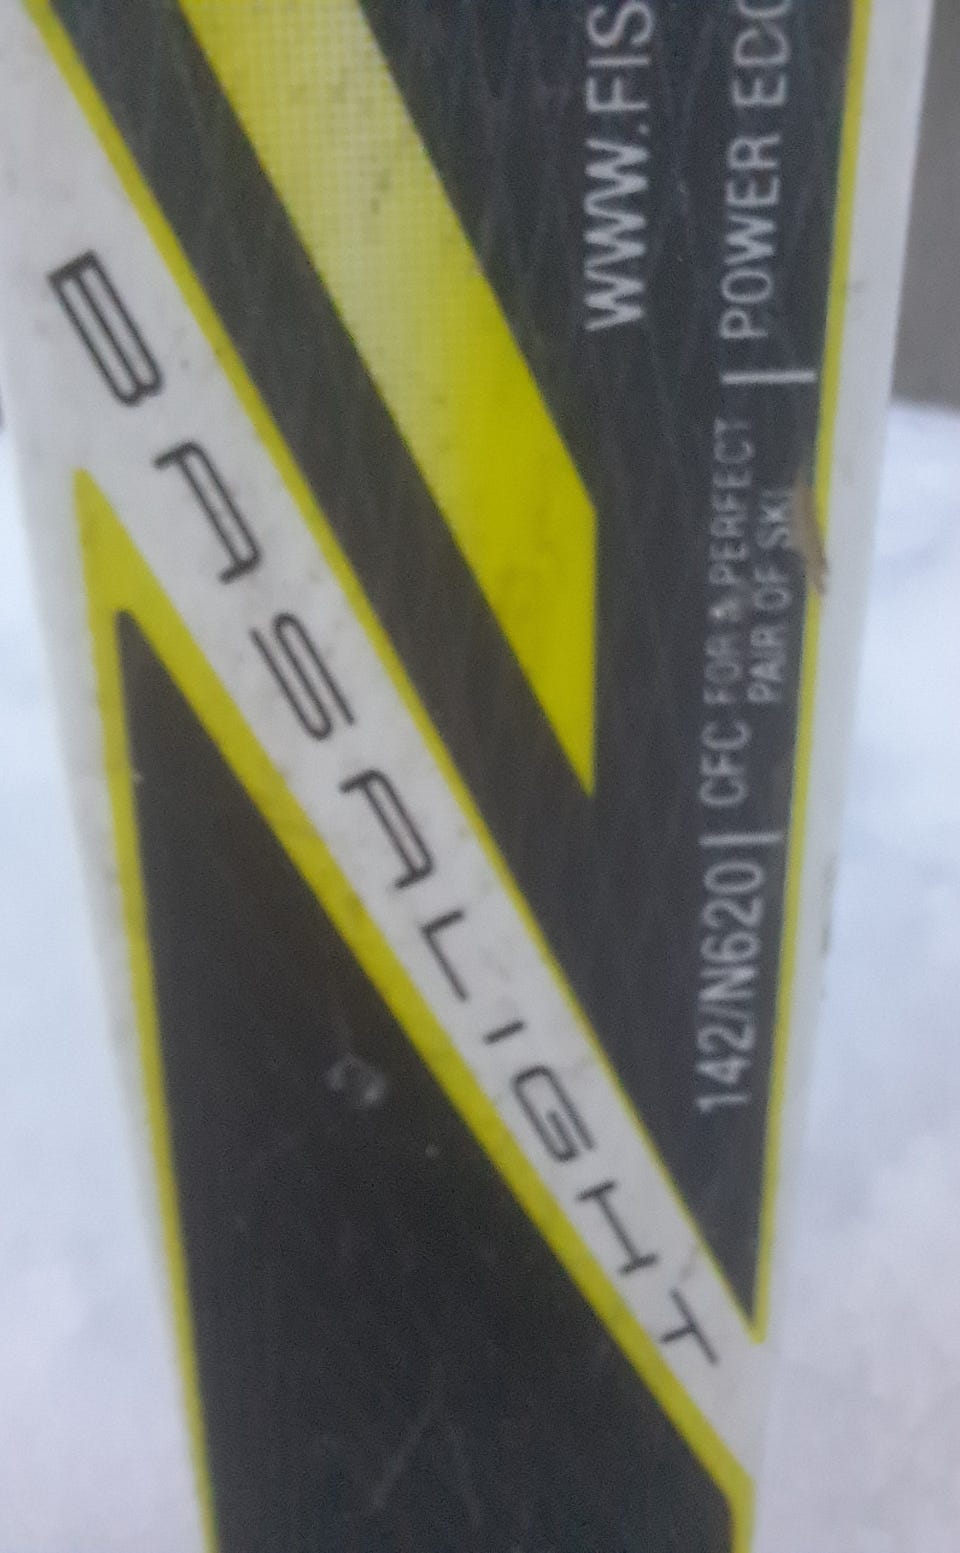 BASALIGHT
WWW.FIS
142/N620 | CFC FOR A PERFECT | POWER EDG
PAIR OF SKI